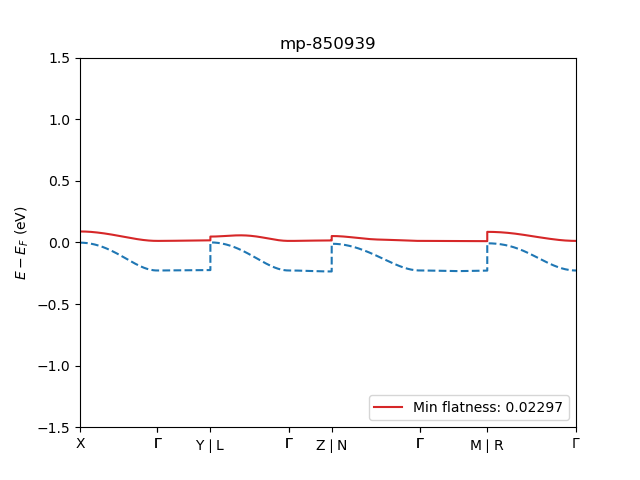 mp-850939
E − E_F (eV)
1.5
1.0
0.5
0.0
−0.5
−1.0
−1.5
Min flatness: 0.02297
X Γ Y | L Γ Z | N Γ M | R Γ